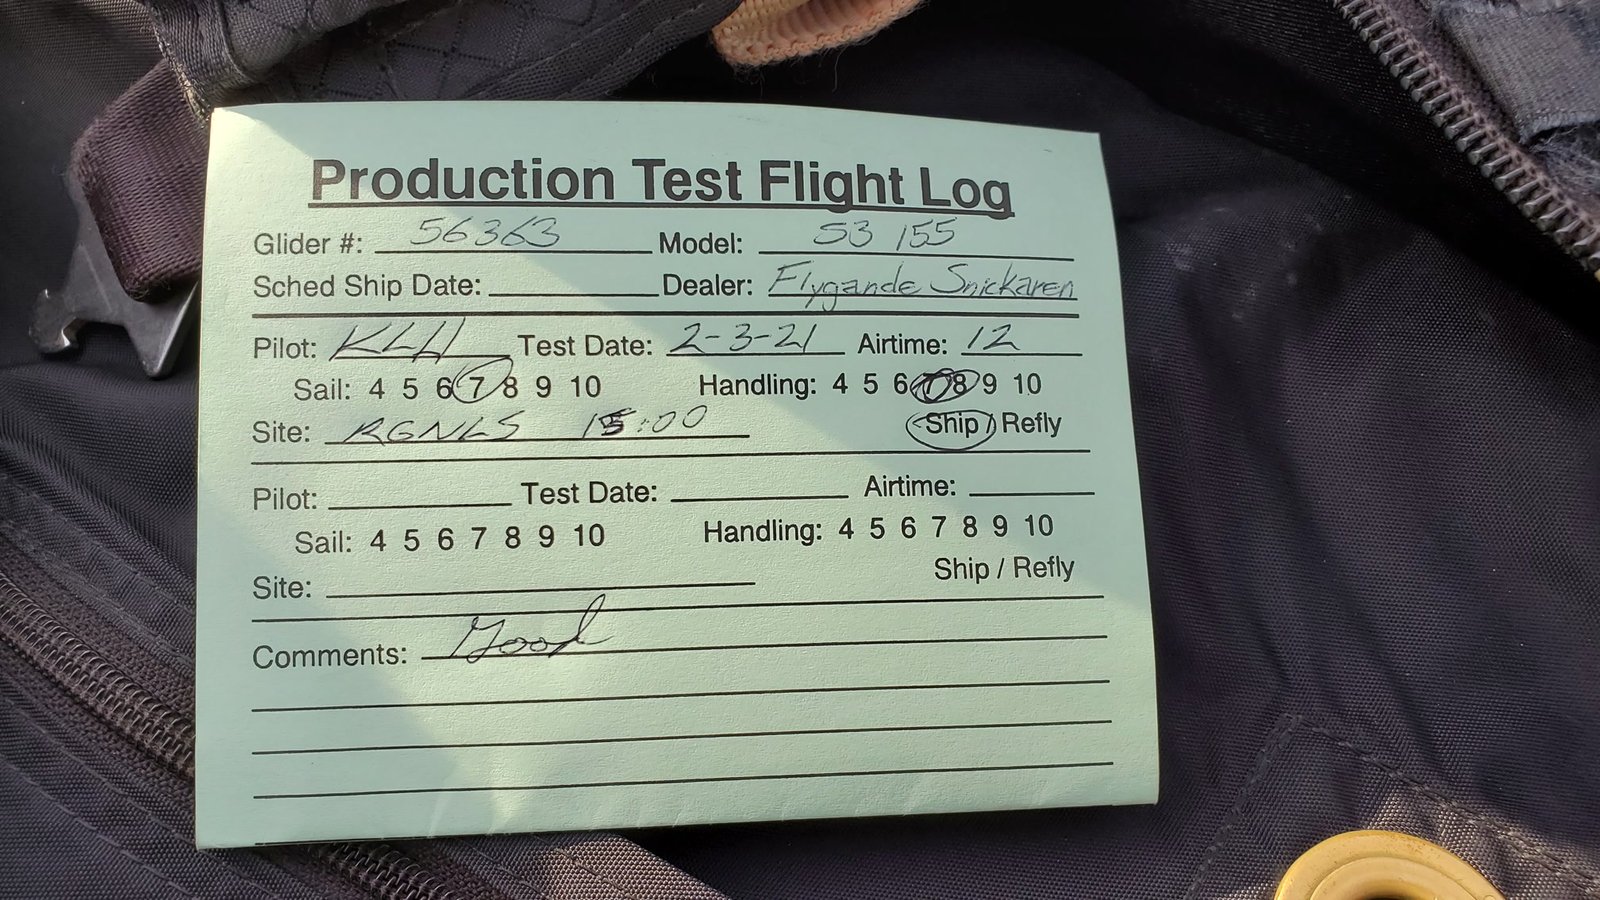 Production Test Flight Log
Glider #: 56363 Model: S3 155
Sched Ship Date: Dealer: Flygande Snickaren
Pilot: KLH Test Date: 2-3-21 Airtime: 12
Sail: 4 5 6 7 8 9 10 Handling: 4 5 6 7 8 9 10
Site: RGNLS 15:00 Ship / Refly
Pilot: Test Date: Airtime:
Sail: 4 5 6 7 8 9 10 Handling: 4 5 6 7 8 9 10
Site: Ship / Refly
Comments: Good